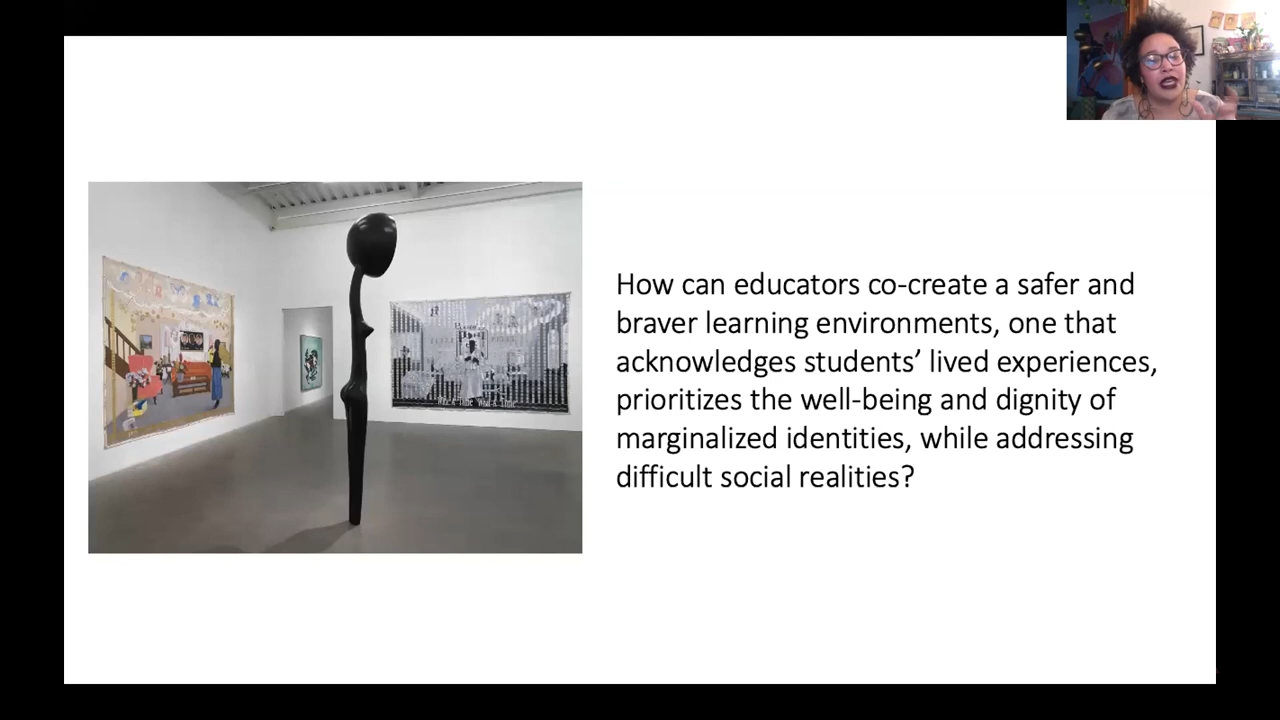 How can educators co-create a safer and
braver learning environments, one that
acknowledges students’ lived experiences,
prioritizes the well-being and dignity of
marginalized identities, while addressing
difficult social realities?